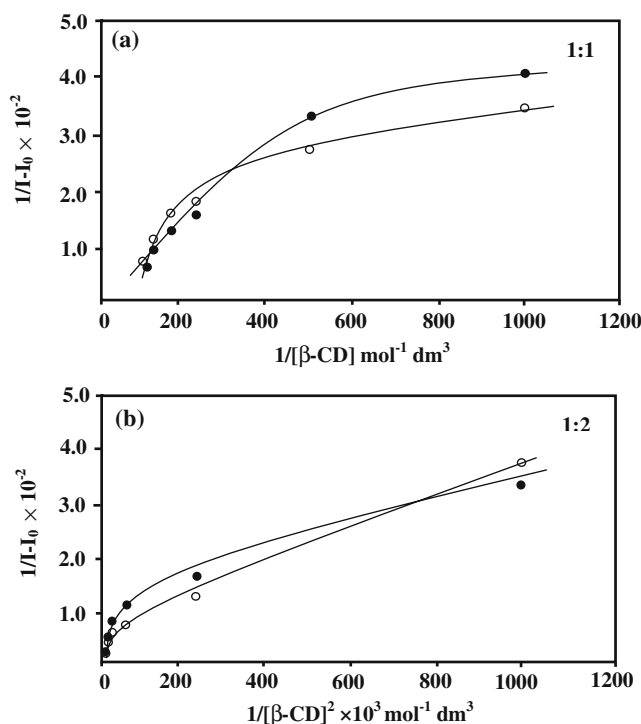 (a)
1:1
5.0
4.0
3.0
2.0
1.0
1/I-I₀ × 10⁻²
0 200 400 600 800 1000 1200
1/[β-CD] mol⁻¹ dm³
(b)
1:2
5.0
4.0
3.0
2.0
1.0
1/I-I₀ × 10⁻²
0 200 400 600 800 1000 1200
1/[β-CD]² ×10³ mol⁻¹ dm³